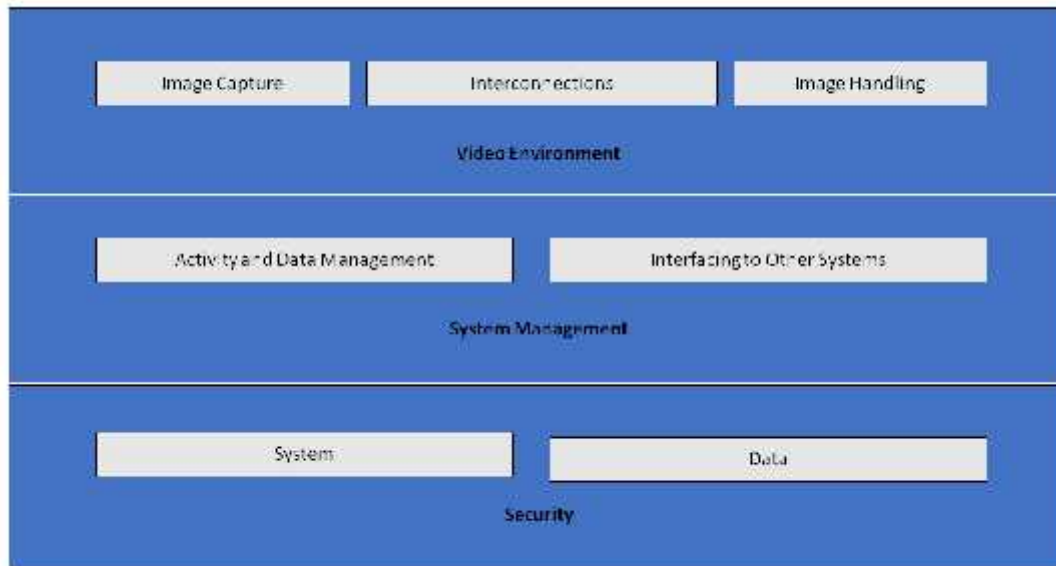 Image Capture
Interconnections
Image Handling
Video Environment
Activity and Data Management
Interfacing to Other Systems
System Management
System
Data
Security